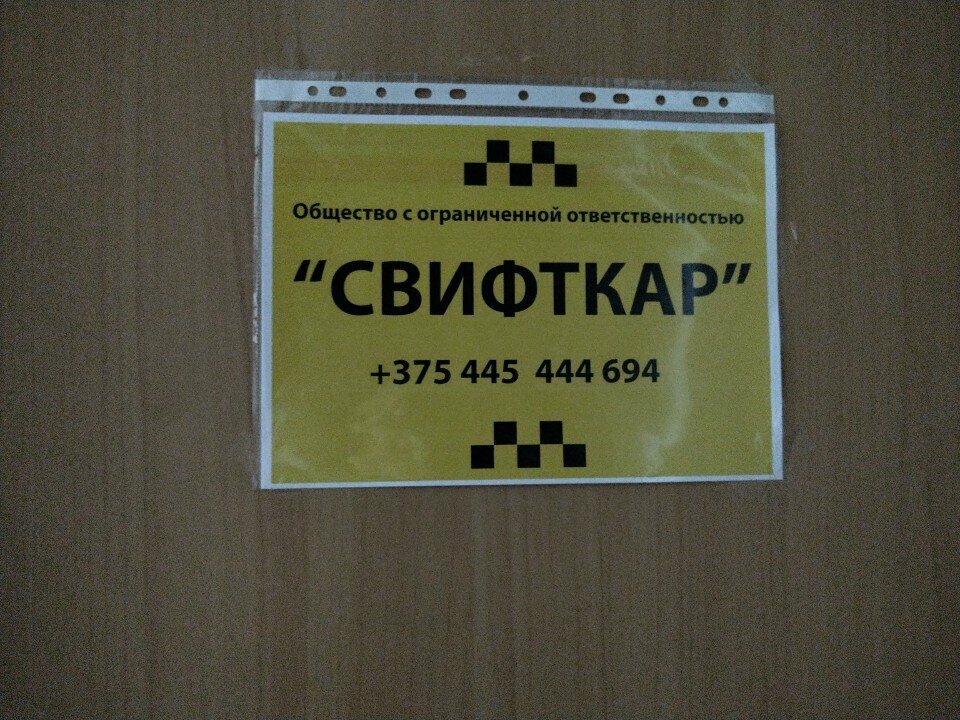 Общество с ограниченной ответственностью
“СВИФТКАР”
+375 445 444 694